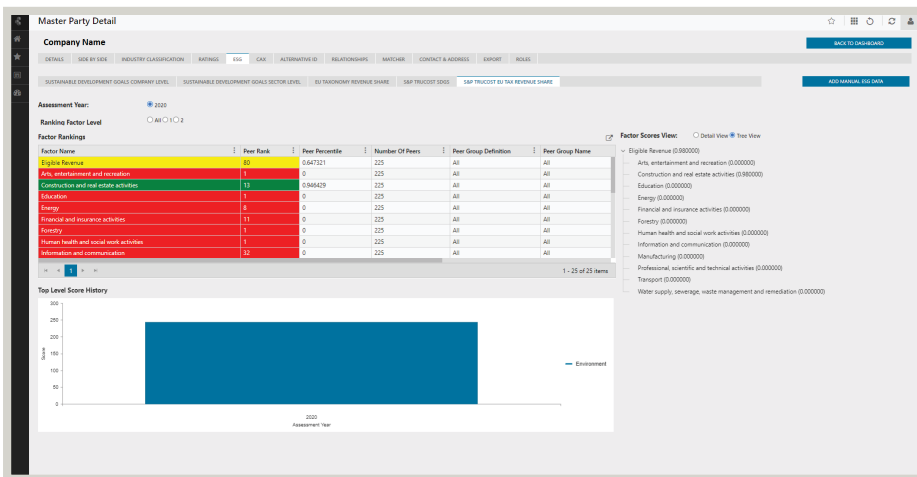 Master Party Detail
Company Name
BACK TO DASHBOARD
DETAILS SIDE BY SIDE INDUSTRY CLASSIFICATION RATINGS ESG CAX ALTERNATIVE ID RELATIONSHIPS MATCHER CONTACT & ADDRESS EXPORT ROLES
SUSTAINABLE DEVELOPMENT GOALS COMPANY LEVEL SUSTAINABLE DEVELOPMENT GOALS SECTOR LEVEL EU TAXONOMY REVENUE SHARE S&P TRUCOST SDGS S&P TRUCOST EU TAX REVENUE SHARE
ADD MANUAL ESG DATA
Assessment Year: 2020
Ranking Factor Level All 1 2
Factor Rankings
Factor Name Peer Rank Peer Percentile Number Of Peers Peer Group Definition Peer Group Name
Eligible Revenue 80 0.647321 225 All All
Arts, entertainment and recreation 1 0 225 All All
Construction and real estate activities 13 0.946429 225 All All
Education 1 0 225 All All
Energy 8 0 225 All All
Financial and insurance activities 11 0 225 All All
Forestry 1 0 225 All All
Human health and social work activities 1 0 225 All All
Information and communication 32 0 225 All All
1
1 - 25 of 25 items
Factor Scores View: Detail View Tree View
Eligible Revenue (0.980000)
Arts, entertainment and recreation (0.000000)
Construction and real estate activities (0.980000)
Education (0.000000)
Energy (0.000000)
Financial and insurance activities (0.000000)
Forestry (0.000000)
Human health and social work activities (0.000000)
Information and communication (0.000000)
Manufacturing (0.000000)
Professional, scientific and technical activities (0.000000)
Transport (0.000000)
Water supply, sewerage, waste management and remediation (0.000000)
Top Level Score History
300
250
200
150
100
50
0
Score
2020
Assessment Year
Environment